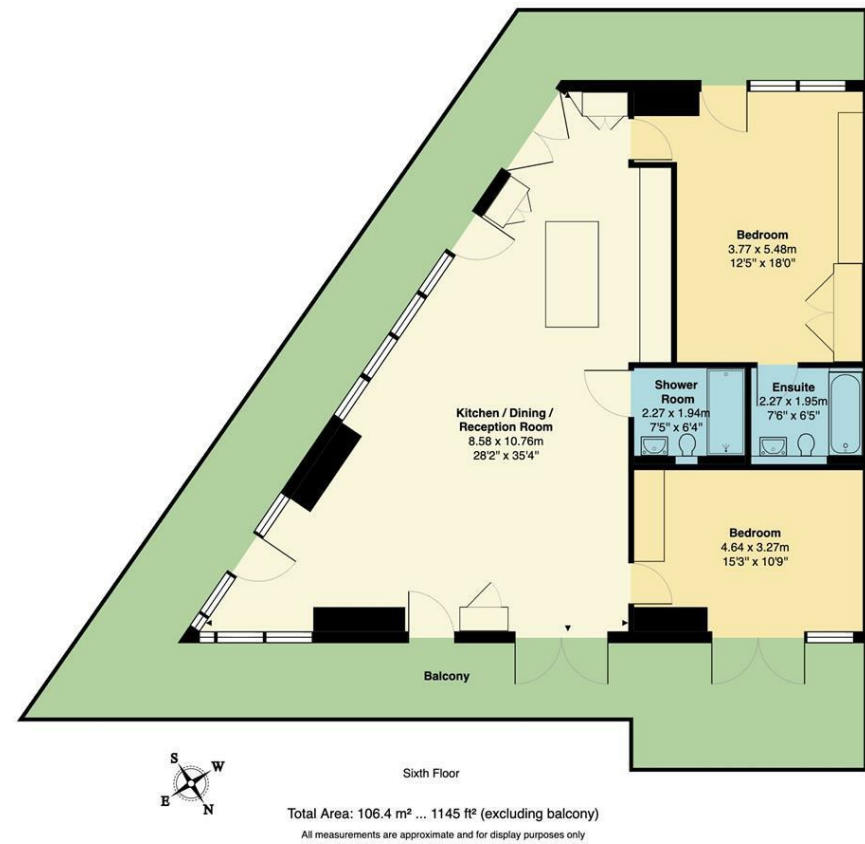 Bedroom
3.77 x 5.48m
12'5" x 18'0"
Kitchen / Dining /
Reception Room
8.58 x 10.76m
28'2" x 35'4"
Shower
Room
2.27 x 1.94m
7'5" x 6'4"
Ensuite
2.27 x 1.95m
7'6" x 6'5"
Bedroom
4.64 x 3.27m
15'3" x 10'9"
Balcony
S
W
E
N
Sixth Floor
Total Area: 106.4 m² ... 1145 ft² (excluding balcony)
All measurements are approximate and for display purposes only